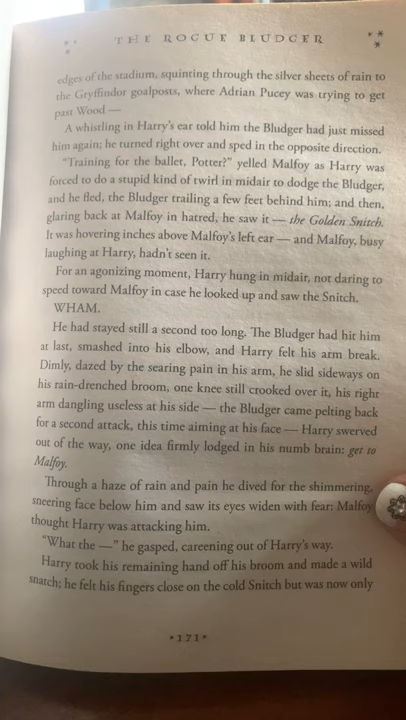 THE ROGUE BLUDGER
edges of the stadium, squinting through the silver sheets of rain to
the Gryffindor goalposts, where Adrian Pucey was trying to get
past Wood —
A whistling in Harry's ear told him the Bludger had just missed
him again; he turned right over and sped in the opposite direction.
"Training for the ballet, Potter?" yelled Malfoy as Harry was
forced to do a stupid kind of twirl in midair to dodge the Bludger,
and he fled, the Bludger trailing a few feet behind him; and then,
glaring back at Malfoy in hatred, he saw it — the Golden Snitch.
It was hovering inches above Malfoy's left ear — and Malfoy, busy
laughing at Harry, hadn't seen it.
For an agonizing moment, Harry hung in midair, not daring to
speed toward Malfoy in case he looked up and saw the Snitch.
WHAM.
He had stayed still a second too long. The Bludger had hit him
at last, smashed into his elbow, and Harry felt his arm break.
Dimly, dazed by the searing pain in his arm, he slid sideways on
his rain-drenched broom, one knee still crooked over it, his right
arm dangling useless at his side — the Bludger came pelting back
for a second attack, this time aiming at his face — Harry swerved
out of the way, one idea firmly lodged in his numb brain: get to
Malfoy.
Through a haze of rain and pain he dived for the shimmering,
sneering face below him and saw its eyes widen with fear: Malfoy
thought Harry was attacking him.
"What the —" he gasped, careening out of Harry's way.
Harry took his remaining hand off his broom and made a wild
snatch; he felt his fingers close on the cold Snitch but was now only
*171*